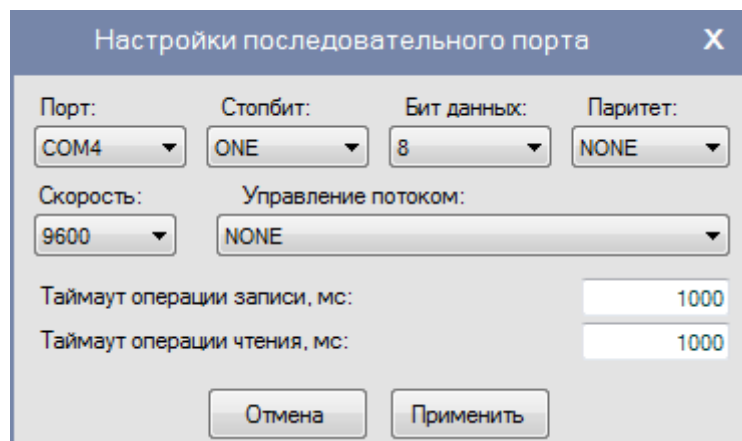 Настройки последовательного порта X
Порт: Стопбит: Бит данных: Паритет:
COM4 ONE 8 NONE
Скорость: Управление потоком:
9600 NONE
Таймаут операции записи, мс: 1000
Таймаут операции чтения, мс: 1000
Отмена Применить